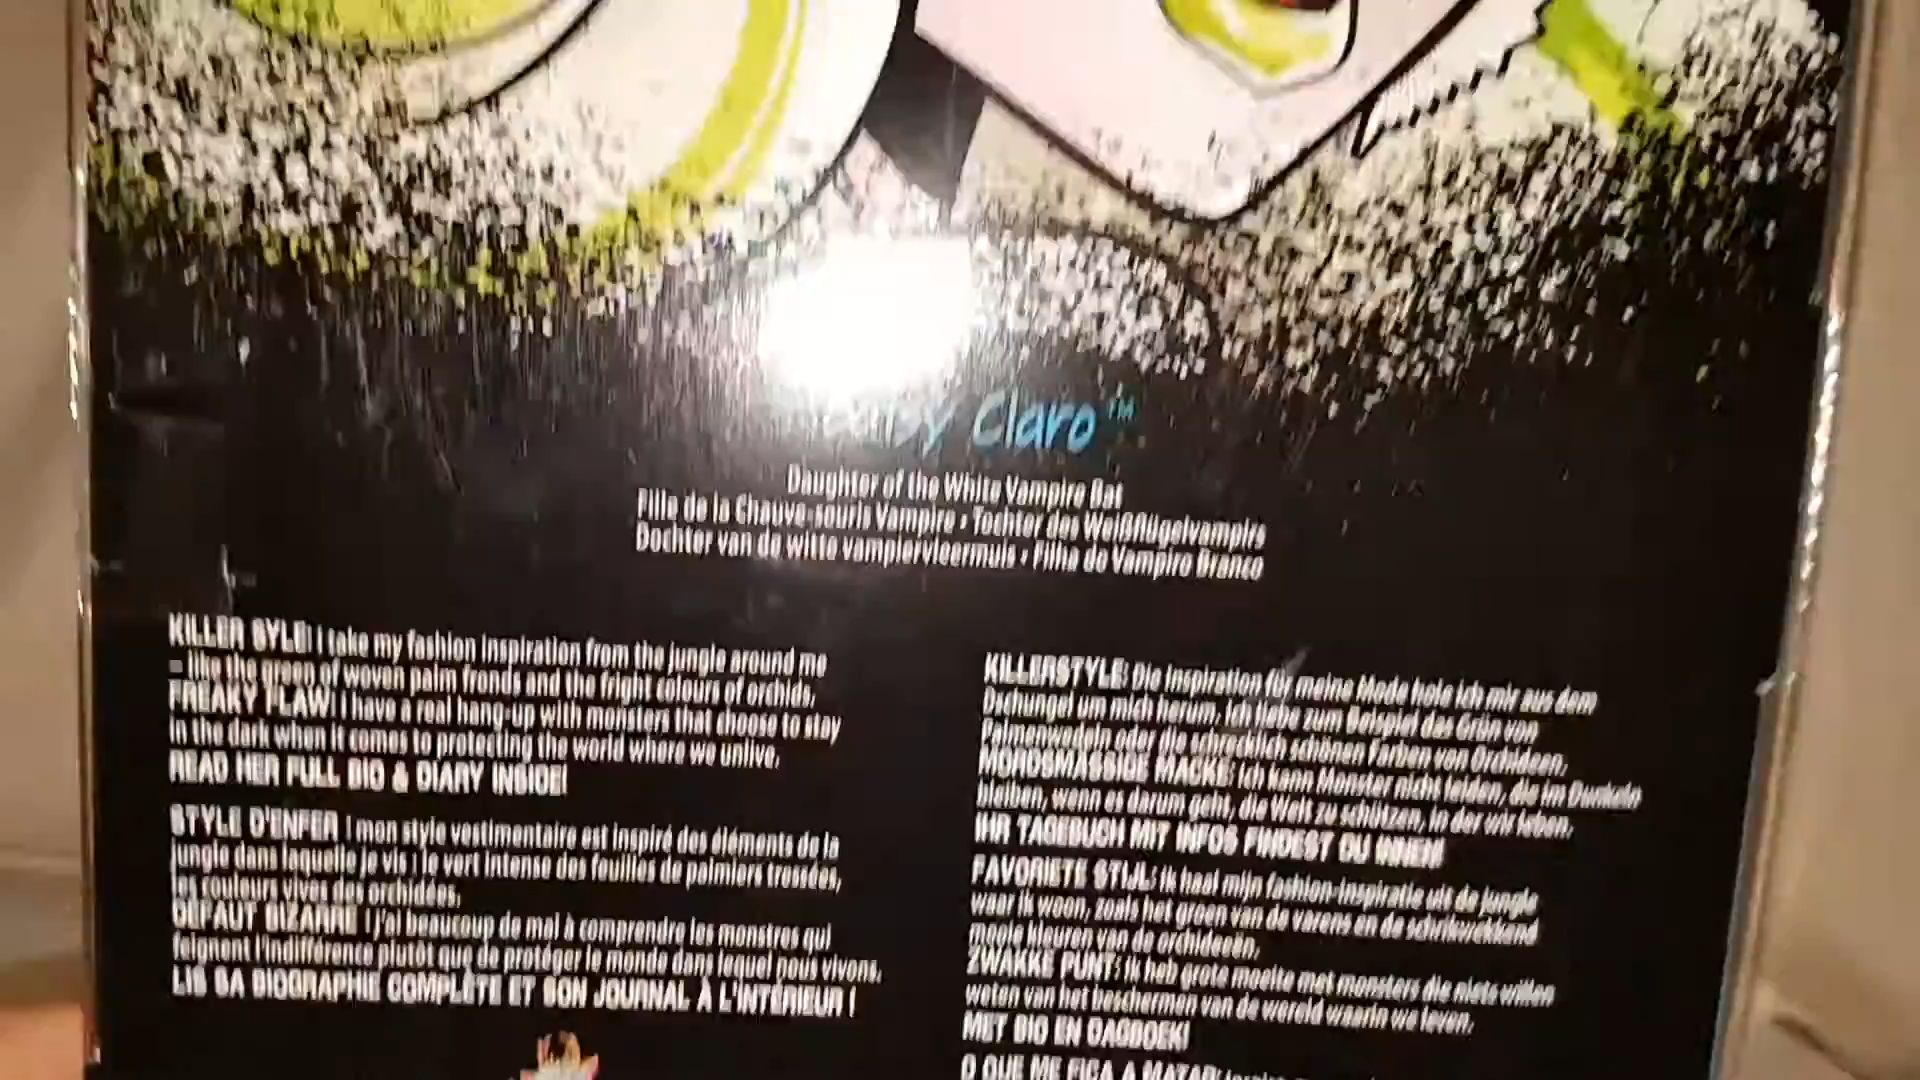 Claro™
Daughter of the White Vampire Bat
Fille de la Chauve-souris Vampire • Tochter des Weißflügelvampirs
Dochter van de witte vampiervleermuis • Filha do Vampiro Branco
KILLER SYLE! I take my fashion inspiration from the jungle around me
– like the green of woven palm fronds and the fright colours of orchids.
FREAKY FLAW! I have a real hang-up with monsters that choose to stay
in the dark when it comes to protecting the world where we unlive.
READ HER FULL BIO & DIARY INSIDE!
STYLE D'ENFER ! mon style vestimentaire est inspiré des éléments de la
jungle dans laquelle je vis : le vert intense des feuilles de palmiers tressées,
les couleurs vives des orchidées.
DÉFAUT BIZARRE ! j'ai beaucoup de mal à comprendre les monstres qui
feignent l'indifférence plutôt que de protéger le monde dans lequel nous vivons.
LIS SA BIOGRAPHIE COMPLÈTE ET SON JOURNAL À L'INTÉRIEUR !
KILLERSTYLE: Die Inspiration für meine Mode hole ich mir aus dem
Dschungel um mich herum, ich liebe zum Beispiel das Grün von
Palmenwedeln oder die schrecklich schönen Farben von Orchideen.
MORDSMÄSSIGE MACKE: Ich kann Monster nicht leiden, die im Dunkeln
bleiben, wenn es darum geht, die Welt zu schützen, in der wir leben.
IHR TAGEBUCH MIT INFOS FINDEST DU INNEN!
FAVORIETE STIJL: ik haal mijn fashion-inspiratie uit de jungle
waar ik woon, zoals het groen van de varens en de schrikwekkend
mooie kleuren van de orchideeën.
ZWAKKE PUNT: ik heb grote moeite met monsters die niets willen
weten van het beschermen van de wereld waarin we leven.
MET BIO EN DAGBOEK!
O QUE ME FICA A MATAR: